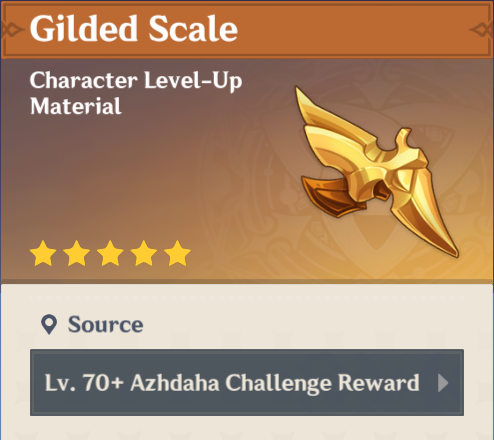 Gilded Scale
Character Level-Up
Material
Source
Lv. 70+ Azhdaha Challenge Reward